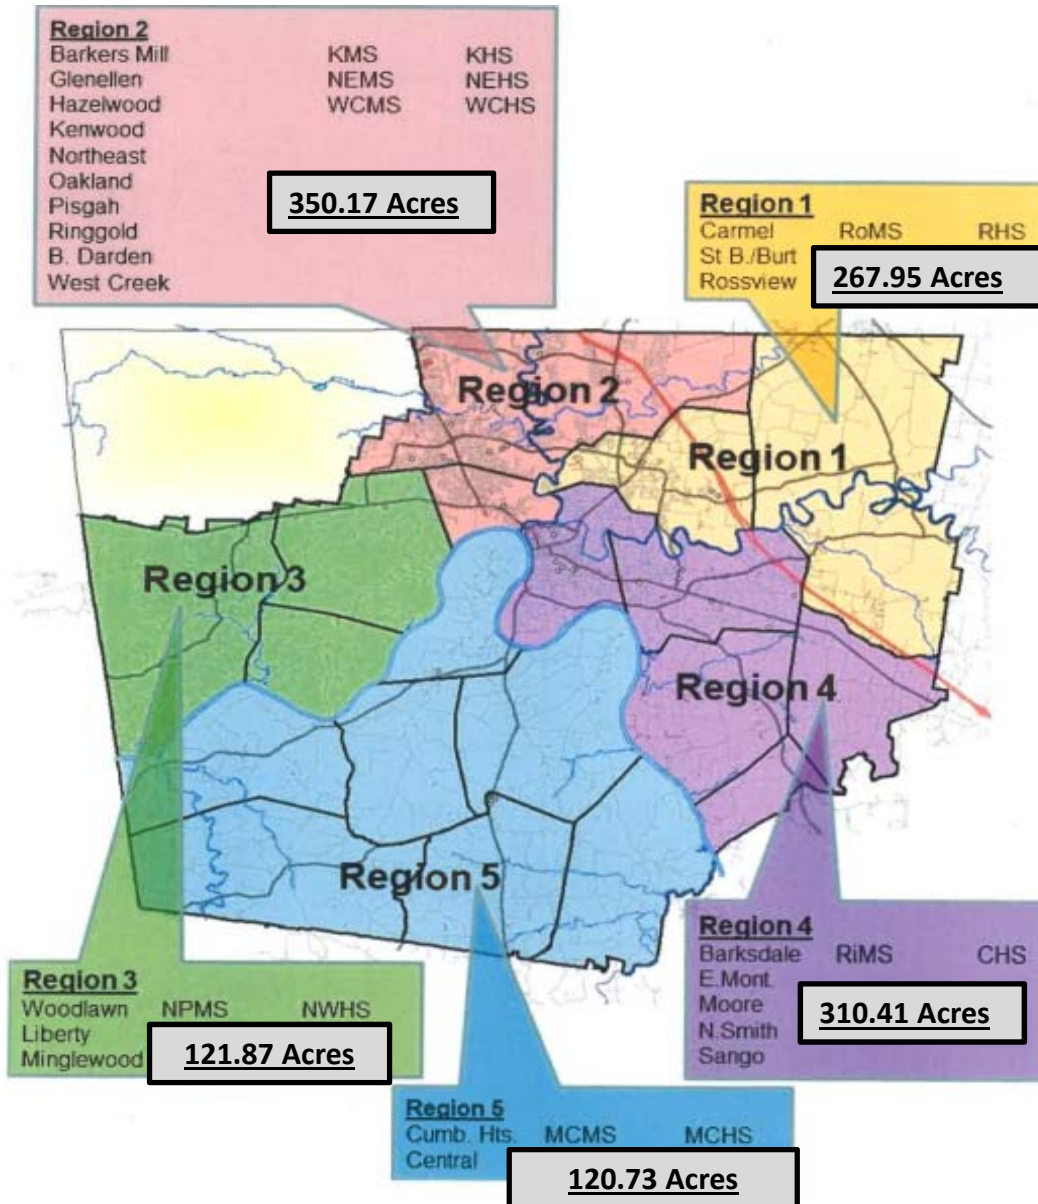 Region 2
Barkers Mill KMS KHS
Glenellen NEMS NEHS
Hazelwood WCMS WCHS
Kenwood
Northeast
Oakland
Pisgah
Ringgold
B. Darden
West Creek
350.17 Acres
Region 1
Carmel RoMS RHS
St B./Burt
Rossview
267.95 Acres
Region 2
Region 1
Region 3
Region 4
Region 5
Region 3
Woodlawn NPMS NWHS
Liberty
Minglewood
121.87 Acres
Region 4
Barksdale RiMS CHS
E.Mont.
Moore
N.Smith
Sango
310.41 Acres
Region 5
Cumb. Hts. MCMS MCHS
Central
120.73 Acres